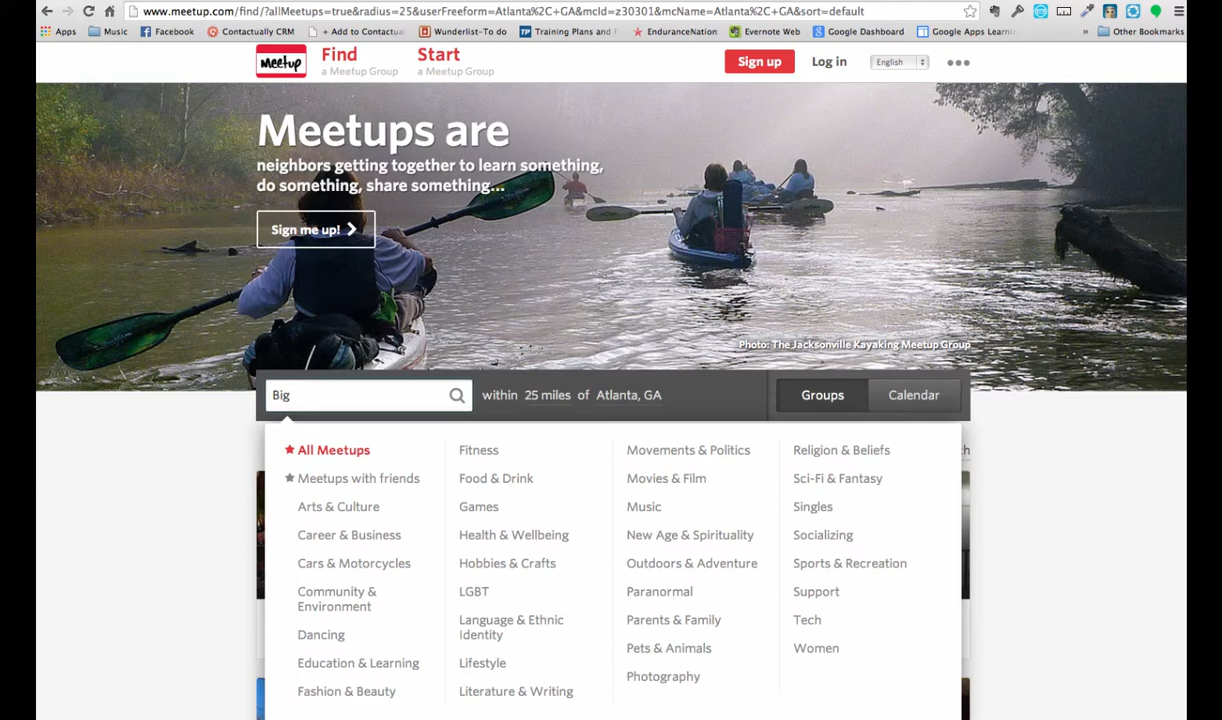 www.meetup.com/find/?allMeetups=true&radius=25&userFreeform=Atlanta%2C+GA&mcId=z30301&mcName=Atlanta%2C+GA&sort=default
Apps Music Facebook Contactually CRM + Add to Contactua Wunderlist-To do Training Plans and EnduranceNation Evernote Web Google Dashboard Google Apps Learnin » Other Bookmarks
Meetup Find Start Sign up Log in English
a Meetup Group a Meetup Group
Meetups are
neighbors getting together to learn something,
do something, share something...
Sign me up!
Photo: The Jacksonville Kayaking Meetup Group
Big within 25 miles of Atlanta, GA Groups Calendar
All Meetups
Meetups with friends
Arts & Culture
Career & Business
Cars & Motorcycles
Community &
Environment
Dancing
Education & Learning
Fashion & Beauty
Fitness
Food & Drink
Games
Health & Wellbeing
Hobbies & Crafts
LGBT
Language & Ethnic
Identity
Lifestyle
Literature & Writing
Movements & Politics
Movies & Film
Music
New Age & Spirituality
Outdoors & Adventure
Paranormal
Parents & Family
Pets & Animals
Photography
Religion & Beliefs
Sci-Fi & Fantasy
Singles
Socializing
Sports & Recreation
Support
Tech
Women